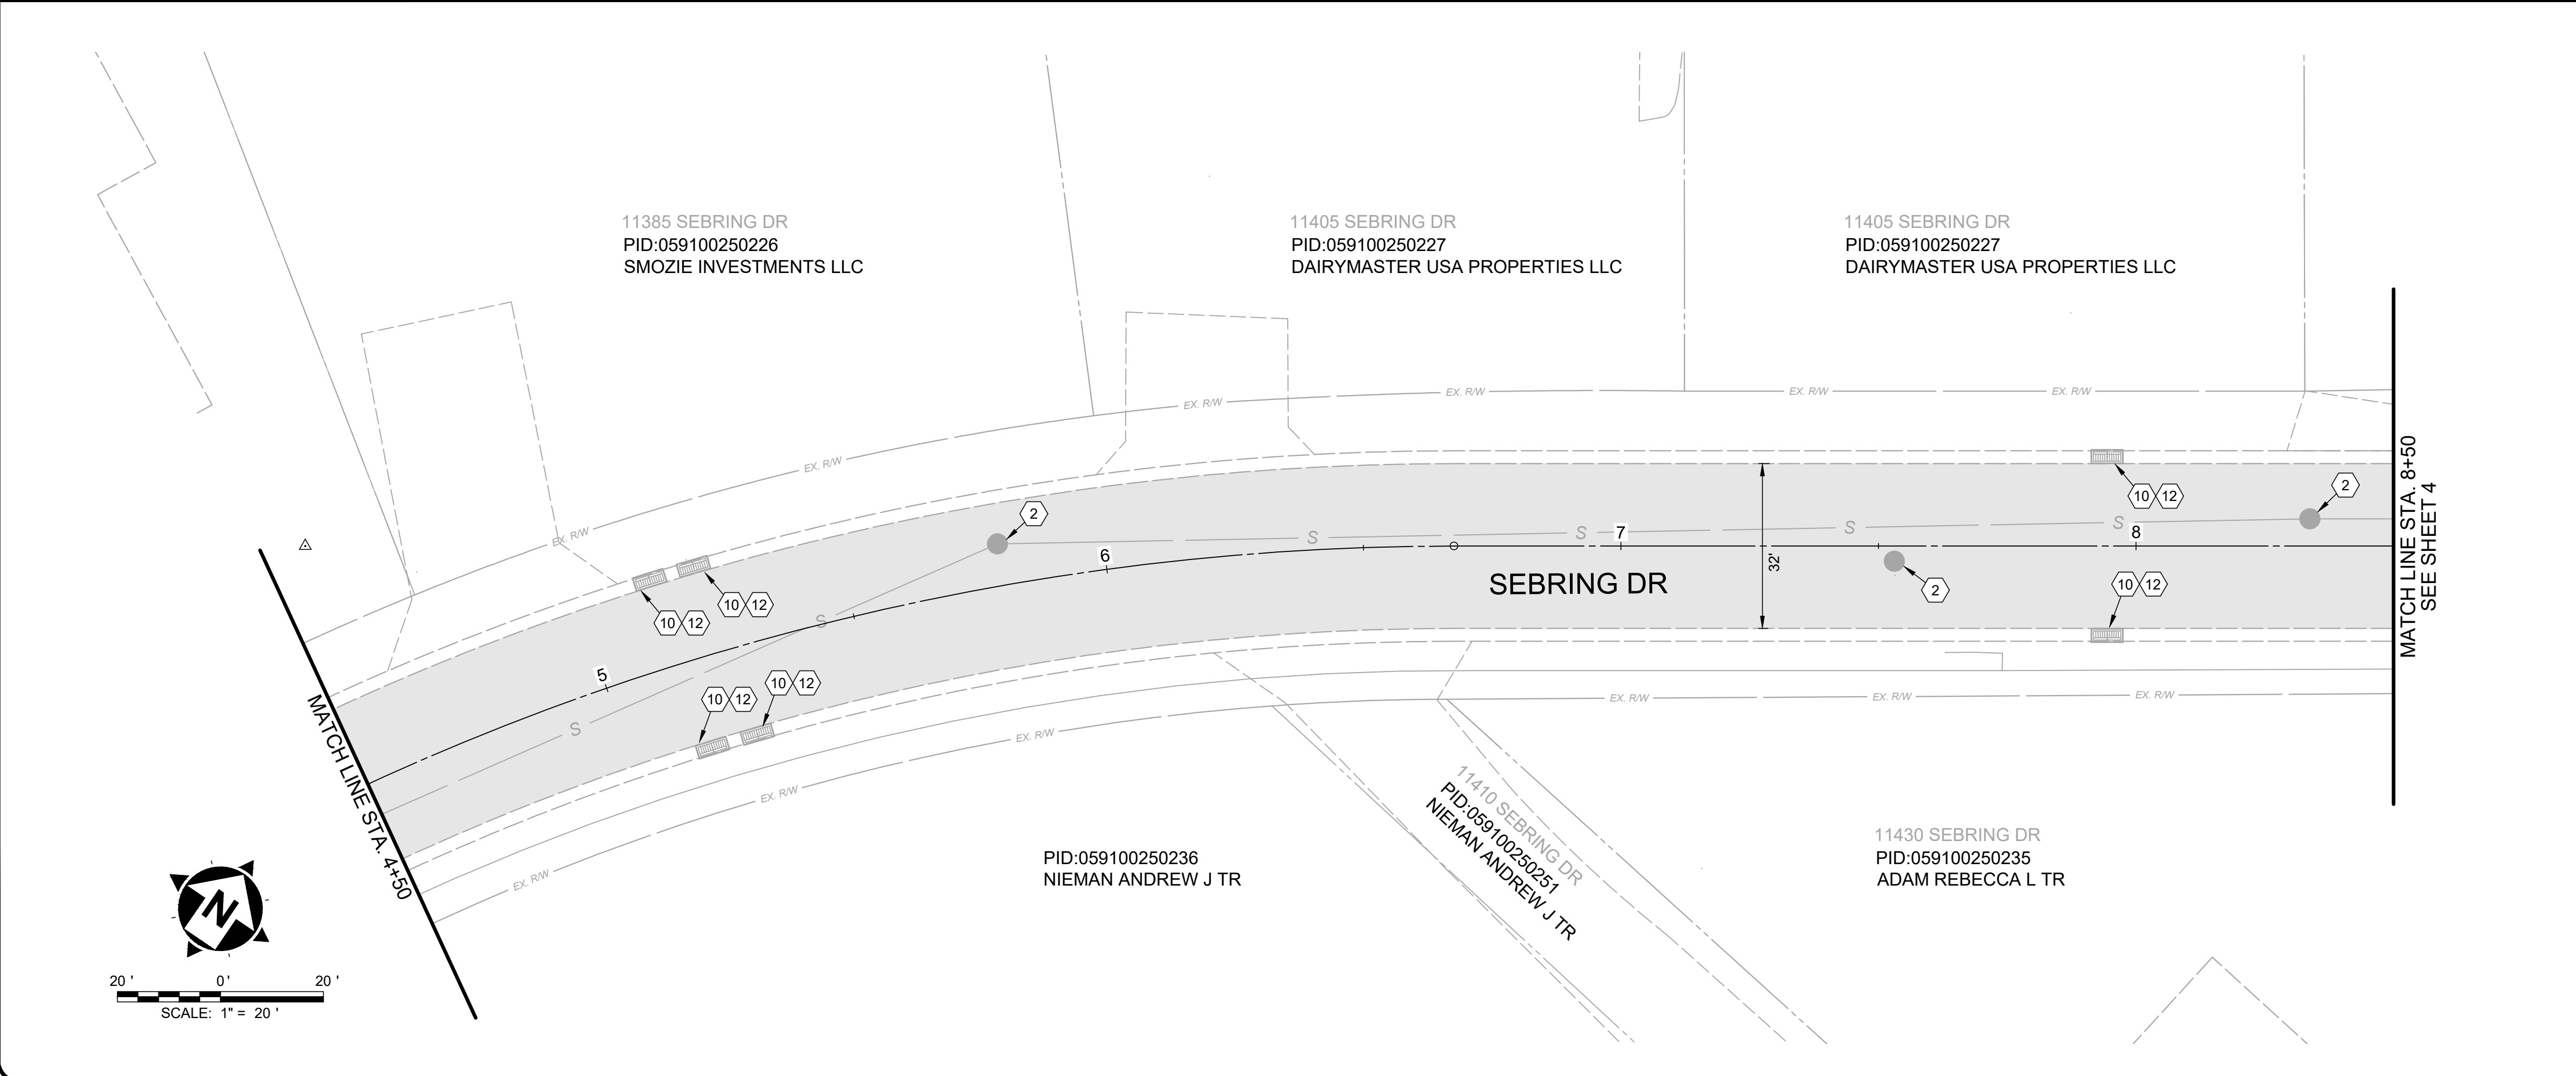 11385 SEBRING DR
PID:059100250226
SMOZIE INVESTMENTS LLC
11405 SEBRING DR
PID:059100250227
DAIRYMASTER USA PROPERTIES LLC
11405 SEBRING DR
PID:059100250227
DAIRYMASTER USA PROPERTIES LLC
EX. R/W
EX. R/W
EX. R/W
EX. R/W
EX. R/W
EX. R/W
EX. R/W
2
10 12
2
10 12
10 12
S
S
S
S
S
S
5
6
7
8
32'
SEBRING DR
2
10 12
10 12
10 12
EX. R/W
EX. R/W
EX. R/W
EX. R/W
EX. R/W
EX. R/W
MATCH LINE STA. 4+50
MATCH LINE STA. 8+50
SEE SHEET 4
PID:059100250236
NIEMAN ANDREW J TR
11410 SEBRING DR
PID:059100250251
NIEMAN ANDREW J TR
11430 SEBRING DR
PID:059100250235
ADAM REBECCA L TR
N
20 ' 0' 20 '
SCALE: 1" = 20 '